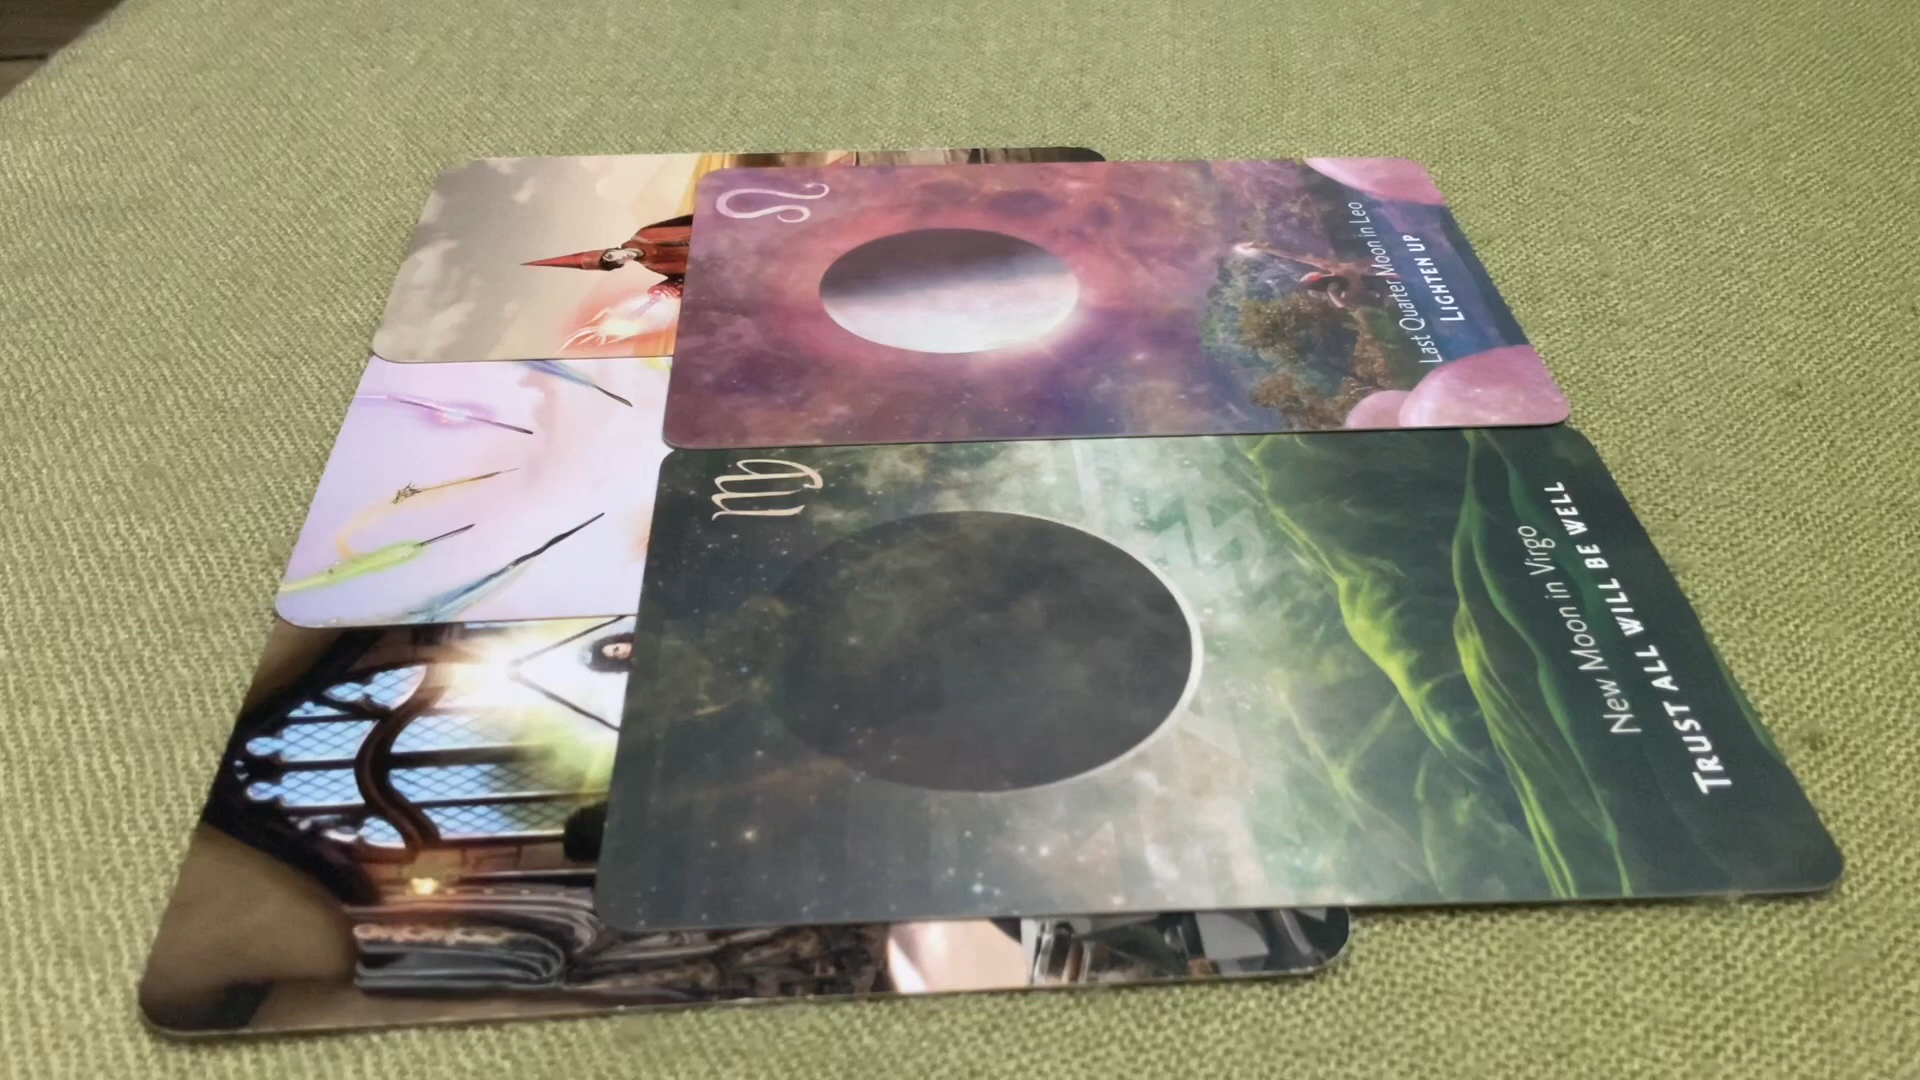 Last Quarter Moon in Leo
LIGHTEN UP
New Moon in Virgo
TRUST ALL WILL BE WELL